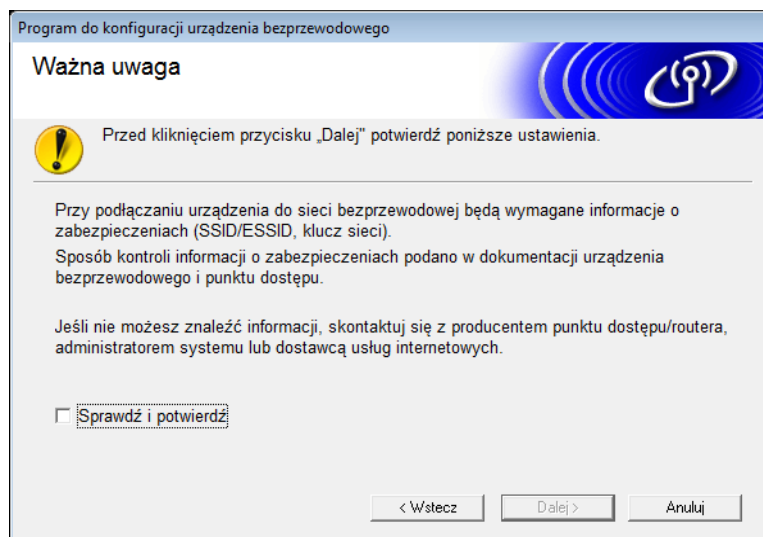 Program do konfiguracji urządzenia bezprzewodowego
Ważna uwaga
Przed kliknięciem przycisku „Dalej" potwierdź poniższe ustawienia.
Przy podłączaniu urządzenia do sieci bezprzewodowej będą wymagane informacje o
zabezpieczeniach (SSID/ESSID, klucz sieci).
Sposób kontroli informacji o zabezpieczeniach podano w dokumentacji urządzenia
bezprzewodowego i punktu dostępu.
Jeśli nie możesz znaleźć informacji, skontaktuj się z producentem punktu dostępu/routera,
administratorem systemu lub dostawcą usług internetowych.
Sprawdź i potwierdź
< Wstecz
Dalej >
Anuluj